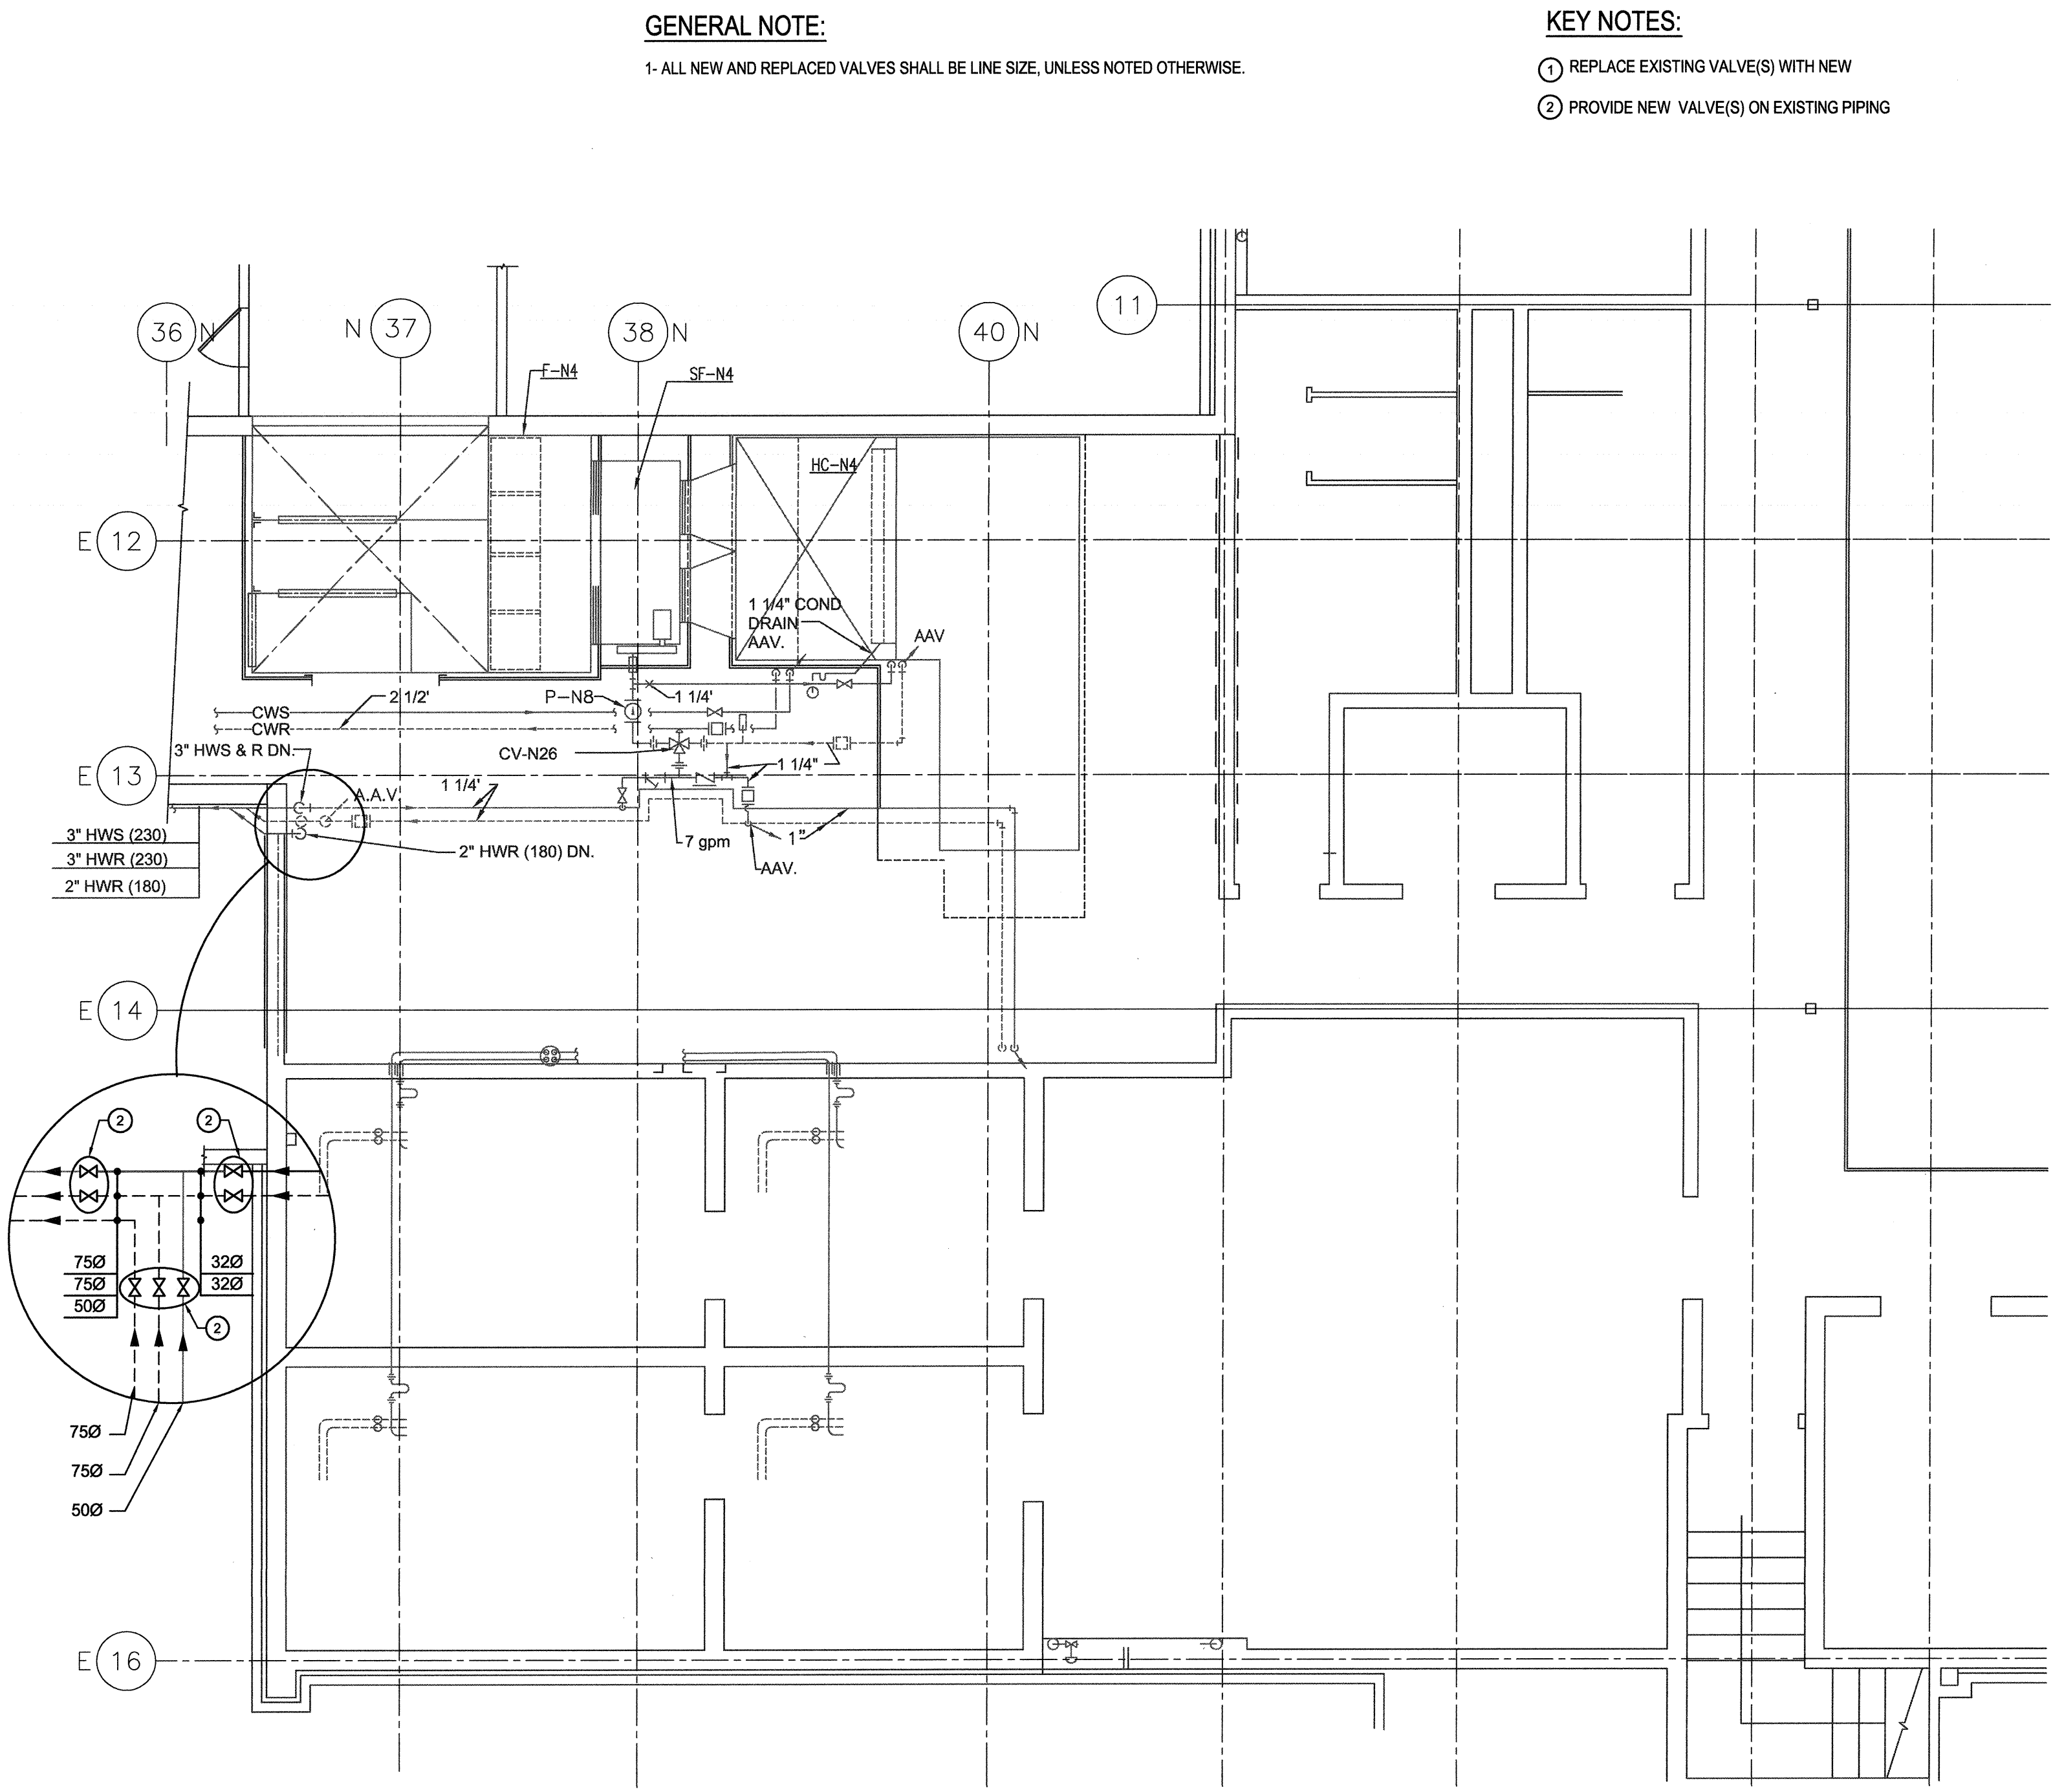 GENERAL NOTE:
1- ALL NEW AND REPLACED VALVES SHALL BE LINE SIZE, UNLESS NOTED OTHERWISE.
KEY NOTES:
1 REPLACE EXISTING VALVE(S) WITH NEW
2 PROVIDE NEW VALVE(S) ON EXISTING PIPING
11
36 N
N 37
38 N
40 N
F-N4
SF-N4
HC-N4
E 12
1 1/4" COND
DRAIN
AAV.
AAV
2 1/2'
P-N8
1 1/4'
CWS
CWR
3" HWS & R DN.
CV-N26
E 13
1 1/4"
1 1/4'
A.A.V.
3" HWS (230)
3" HWR (230)
2" HWR (180)
2" HWR (180) DN.
7 gpm
1"
AAV.
E 14
2
2
75Ø
75Ø
50Ø
32Ø
32Ø
2
75Ø
75Ø
50Ø
E 16